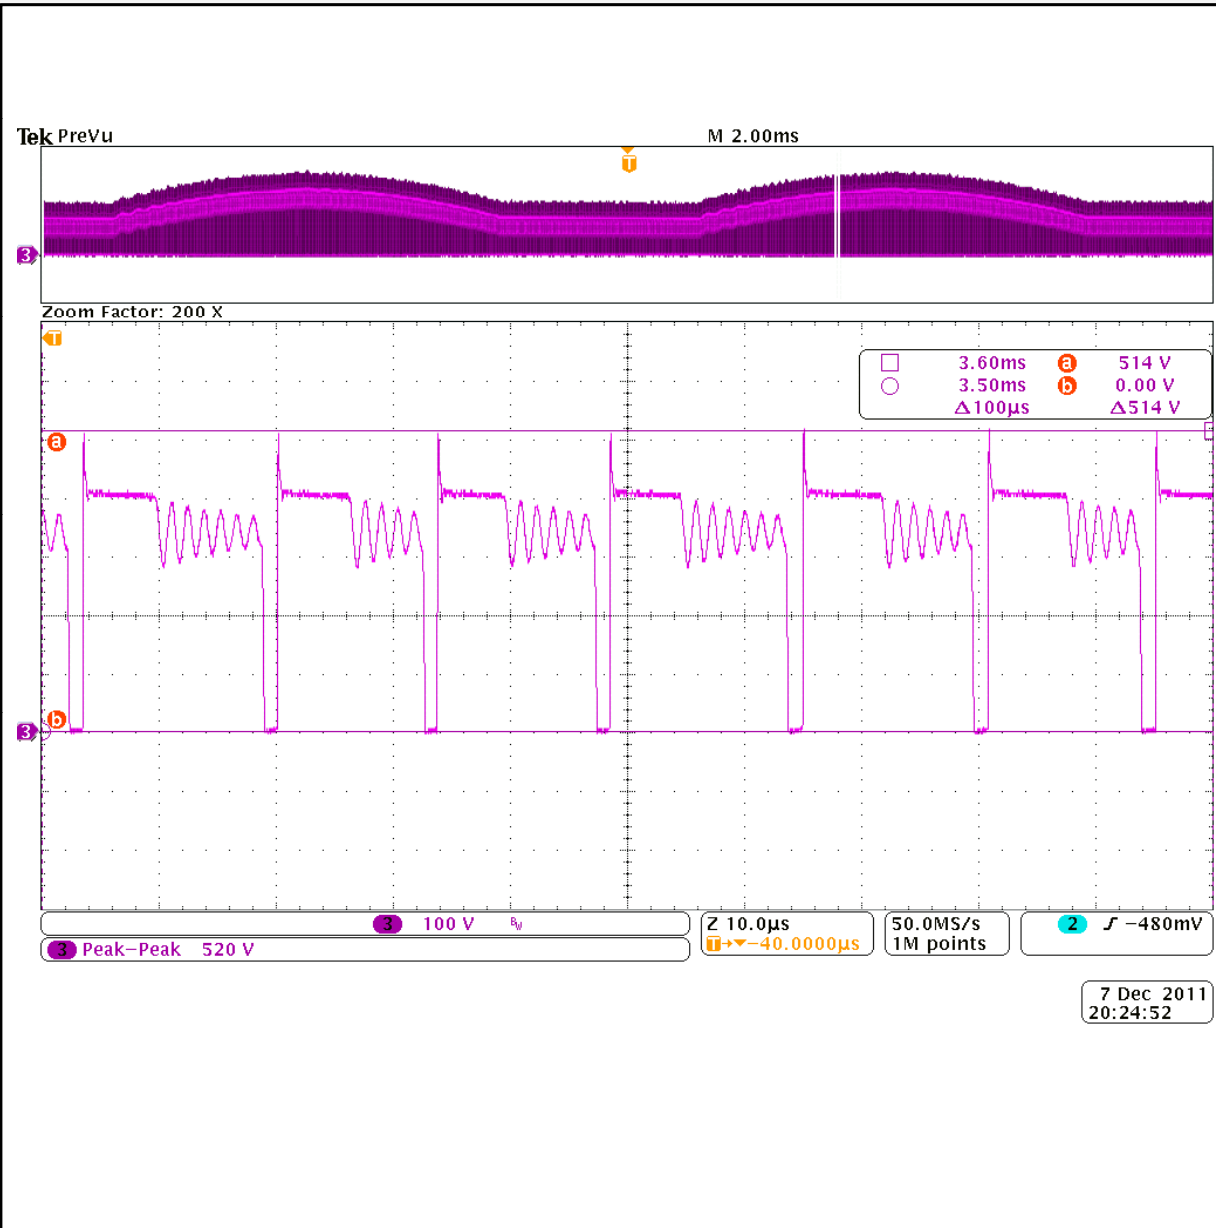 Tek PreVu M 2.00ms
T
3
Zoom Factor: 200 X
T
3.60ms a 514 V
3.50ms b 0.00 V
Δ100µs Δ514 V
a
b
3
3 100 V BW
3 Peak−Peak 520 V
Z 10.0µs
T→▼−40.0000µs
50.0MS/s
1M points
2 ʃ −480mV
7 Dec 2011
20:24:52